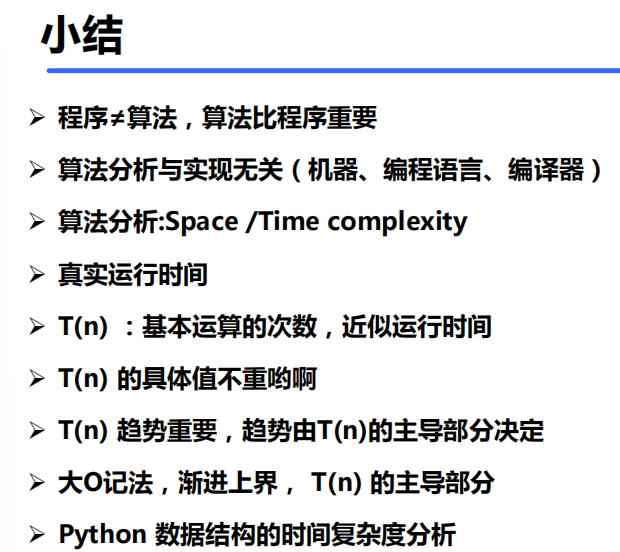 小结
➢ 程序≠算法，算法比程序重要
➢ 算法分析与实现无关（机器、编程语言、编译器）
➢ 算法分析:Space /Time complexity
➢ 真实运行时间
➢ T(n) ：基本运算的次数，近似运行时间
➢ T(n) 的具体值不重哟啊
➢ T(n) 趋势重要，趋势由T(n)的主导部分决定
➢ 大O记法，渐进上界， T(n) 的主导部分
➢ Python 数据结构的时间复杂度分析